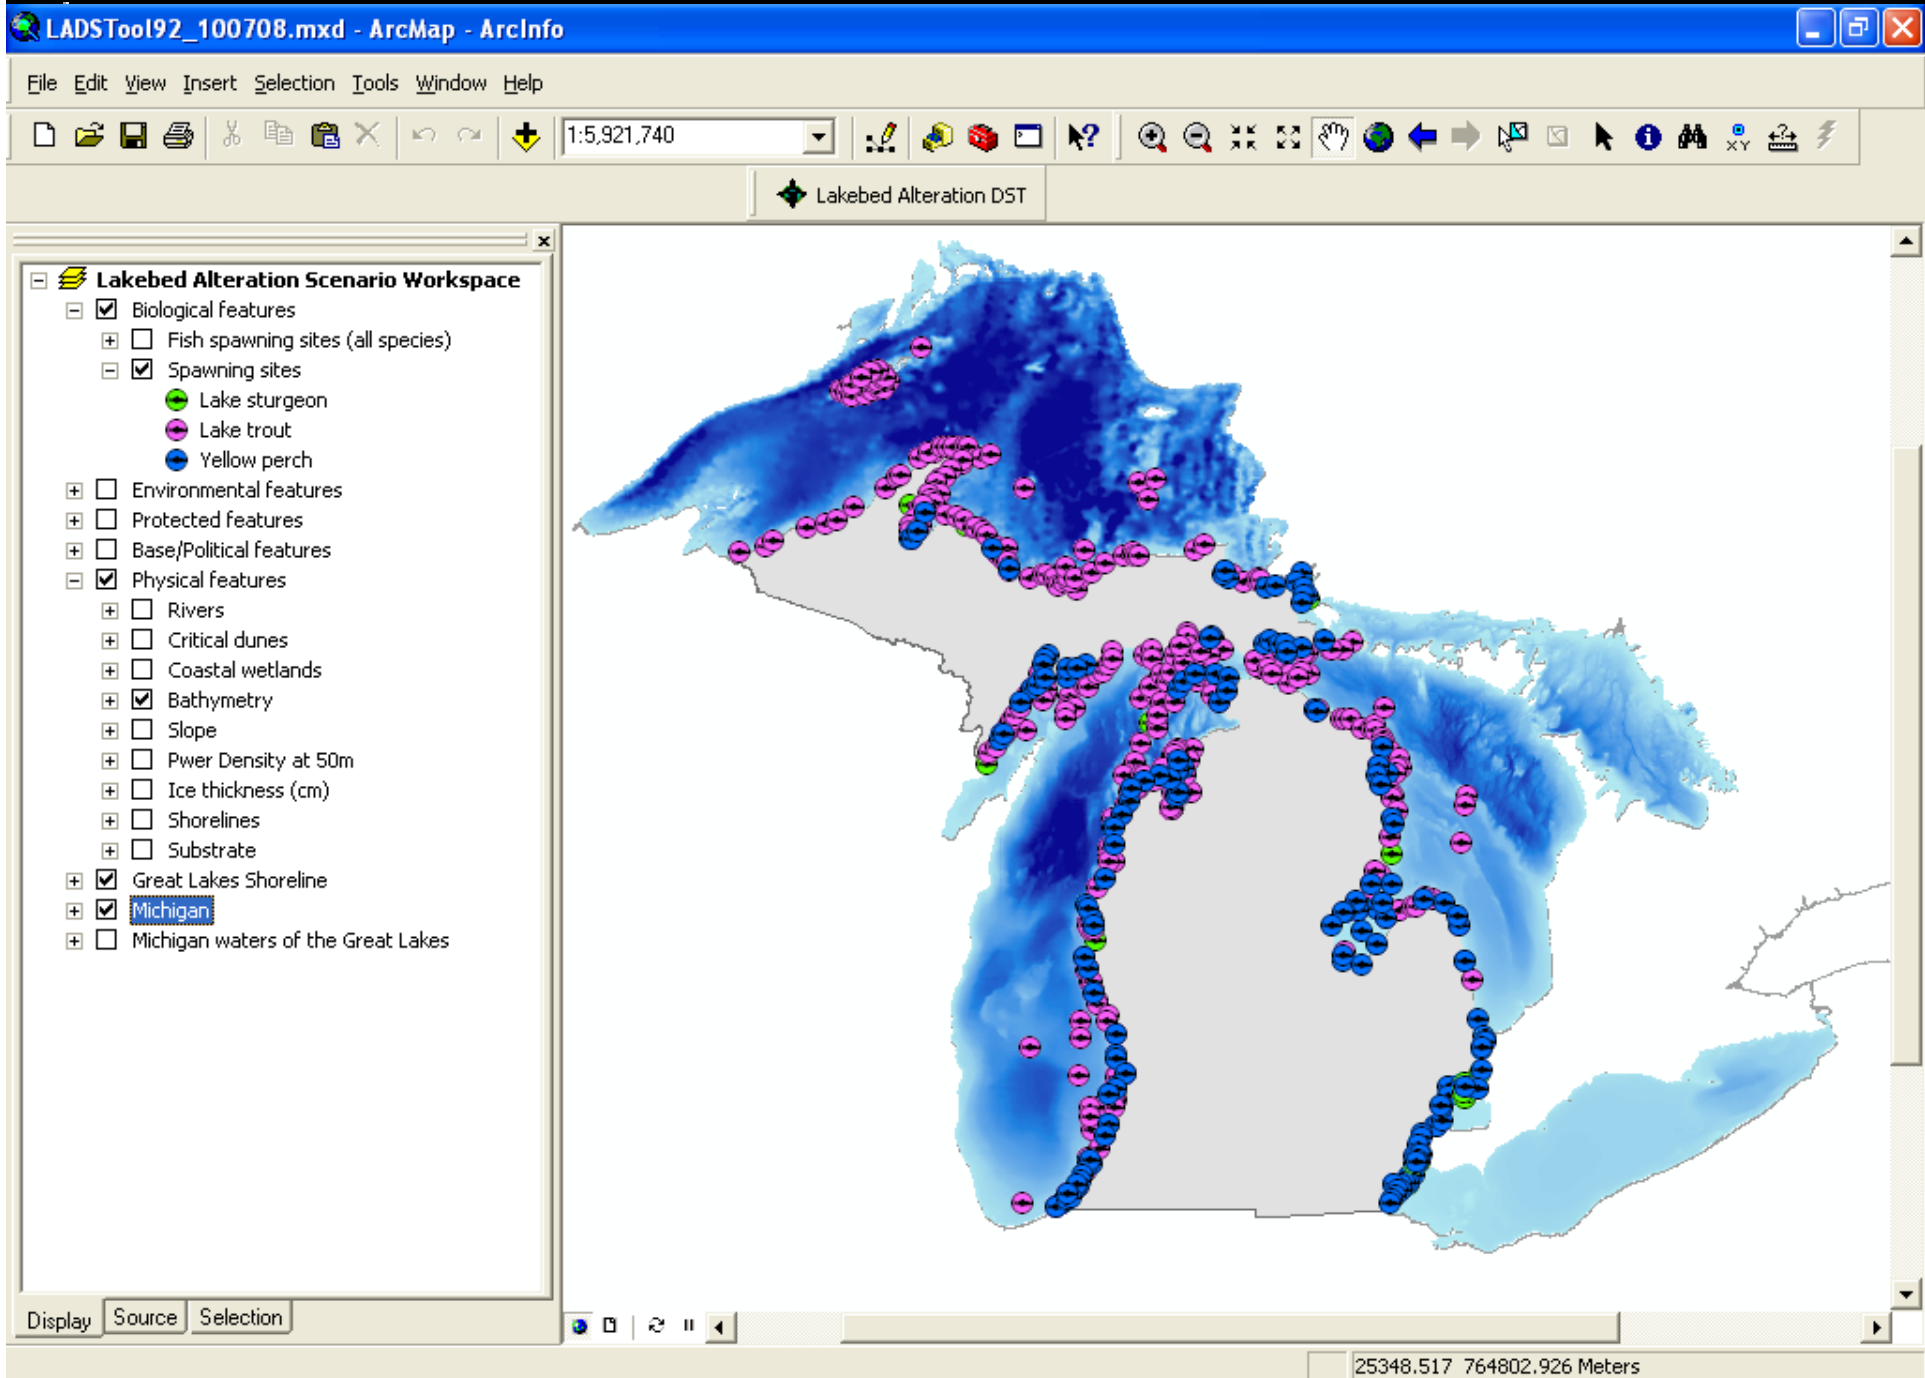 LADSTool92_100708.mxd - ArcMap - ArcInfo
File Edit View Insert Selection Tools Window Help
1:5,921,740
Lakebed Alteration DST
Lakebed Alteration Scenario Workspace
Biological features
Fish spawning sites (all species)
Spawning sites
Lake sturgeon
Lake trout
Yellow perch
Environmental features
Protected features
Base/Political features
Physical features
Rivers
Critical dunes
Coastal wetlands
Bathymetry
Slope
Pwer Density at 50m
Ice thickness (cm)
Shorelines
Substrate
Great Lakes Shoreline
Michigan
Michigan waters of the Great Lakes
Display Source Selection
25348.517 764802.926 Meters